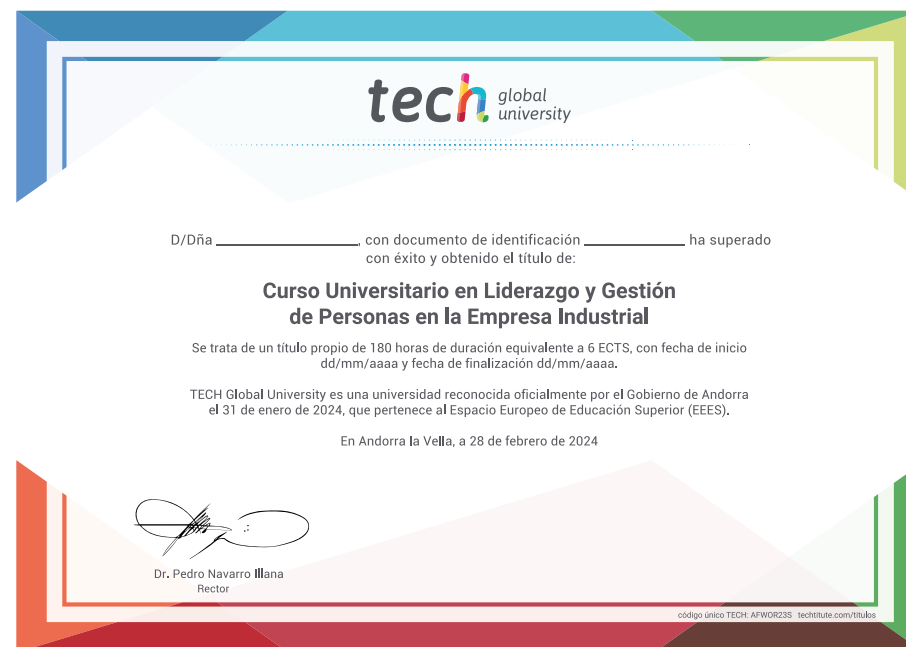 tech global university
D/Dña ____________________, con documento de identificación ______________ ha superado
con éxito y obtenido el título de:
Curso Universitario en Liderazgo y Gestión
de Personas en la Empresa Industrial
Se trata de un título propio de 180 horas de duración equivalente a 6 ECTS, con fecha de inicio
dd/mm/aaaa y fecha de finalización dd/mm/aaaa.
TECH Global University es una universidad reconocida oficialmente por el Gobierno de Andorra
el 31 de enero de 2024, que pertenece al Espacio Europeo de Educación Superior (EEES).
En Andorra la Vella, a 28 de febrero de 2024
Dr. Pedro Navarro Illana
Rector
código único TECH: AFWOR23S techtitute.com/titulos